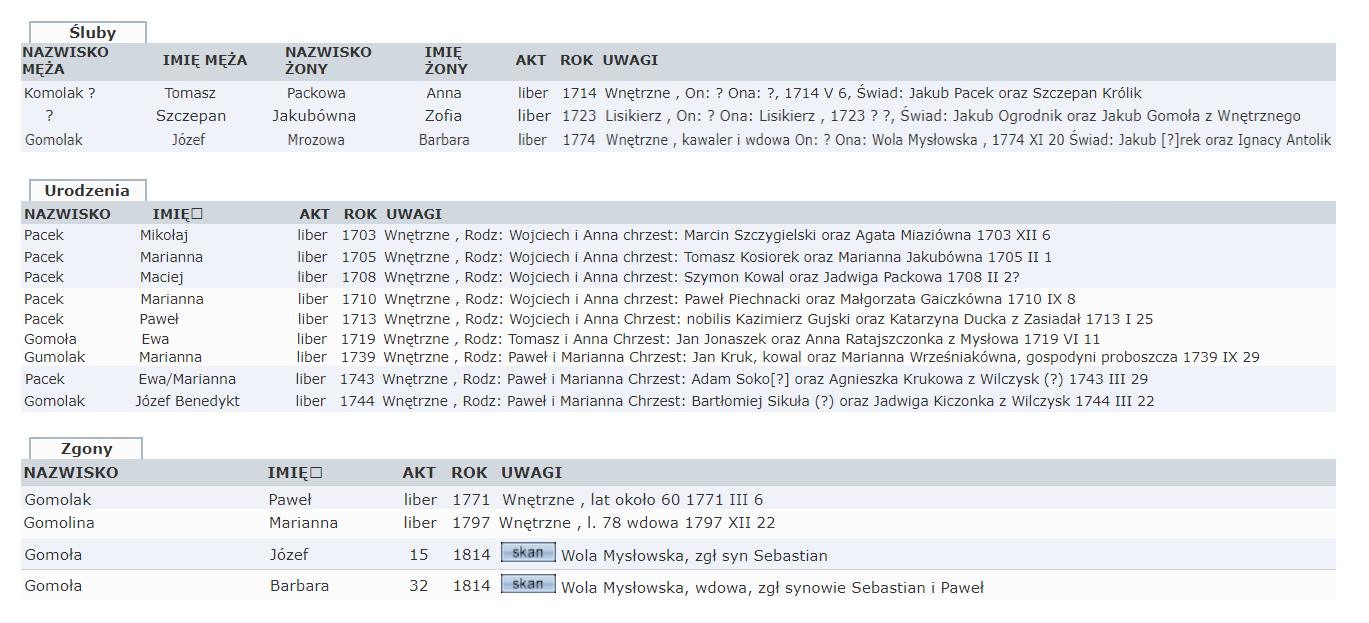 Śluby
NAZWISKO MĘŻA IMIĘ MĘŻA NAZWISKO ŻONY IMIĘ ŻONY AKT ROK UWAGI
Komolak ? Tomasz Packowa Anna liber 1714 Wnętrzne , On: ? Ona: ?, 1714 V 6, Świad: Jakub Pacek oraz Szczepan Królik
? Szczepan Jakubówna Zofia liber 1723 Lisikierz , On: ? Ona: Lisikierz , 1723 ? ?, Świad: Jakub Ogrodnik oraz Jakub Gomoła z Wnętrznego
Gomolak Józef Mrozowa Barbara liber 1774 Wnętrzne , kawaler i wdowa On: ? Ona: Wola Mysłowska , 1774 XI 20 Świad: Jakub [?]rek oraz Ignacy Antolik
Urodzenia
NAZWISKO IMIĘ□ AKT ROK UWAGI
Pacek Mikołaj liber 1703 Wnętrzne , Rodz: Wojciech i Anna chrzest: Marcin Szczygielski oraz Agata Miaziówna 1703 XII 6
Pacek Marianna liber 1705 Wnętrzne , Rodz: Wojciech i Anna chrzest: Tomasz Kosiorek oraz Marianna Jakubówna 1705 II 1
Pacek Maciej liber 1708 Wnętrzne , Rodz: Wojciech i Anna chrzest: Szymon Kowal oraz Jadwiga Packowa 1708 II 2?
Pacek Marianna liber 1710 Wnętrzne , Rodz: Wojciech i Anna chrzest: Paweł Piechnacki oraz Małgorzata Gaiczkówna 1710 IX 8
Pacek Paweł liber 1713 Wnętrzne , Rodz: Wojciech i Anna Chrzest: nobilis Kazimierz Gujski oraz Katarzyna Ducka z Zasiadał 1713 I 25
Gomoła Ewa liber 1719 Wnętrzne , Rodz: Tomasz i Anna Chrzest: Jan Jonaszek oraz Anna Ratajszczonka z Mysłowa 1719 VI 11
Gumolak Marianna liber 1739 Wnętrzne , Rodz: Paweł i Marianna Chrzest: Jan Kruk, kowal oraz Marianna Wrześniakówna, gospodyni proboszcza 1739 IX 29
Pacek Ewa/Marianna liber 1743 Wnętrzne , Rodz: Paweł i Marianna Chrzest: Adam Soko[?] oraz Agnieszka Krukowa z Wilczysk (?) 1743 III 29
Gomolak Józef Benedykt liber 1744 Wnętrzne , Rodz: Paweł i Marianna Chrzest: Bartłomiej Sikuła (?) oraz Jadwiga Kiczonka z Wilczysk 1744 III 22
Zgony
NAZWISKO IMIĘ□ AKT ROK UWAGI
Gomolak Paweł liber 1771 Wnętrzne , lat około 60 1771 III 6
Gomolina Marianna liber 1797 Wnętrzne , l. 78 wdowa 1797 XII 22
Gomoła Józef 15 1814 skan Wola Mysłowska, zgł syn Sebastian
Gomoła Barbara 32 1814 skan Wola Mysłowska, wdowa, zgł synowie Sebastian i Paweł